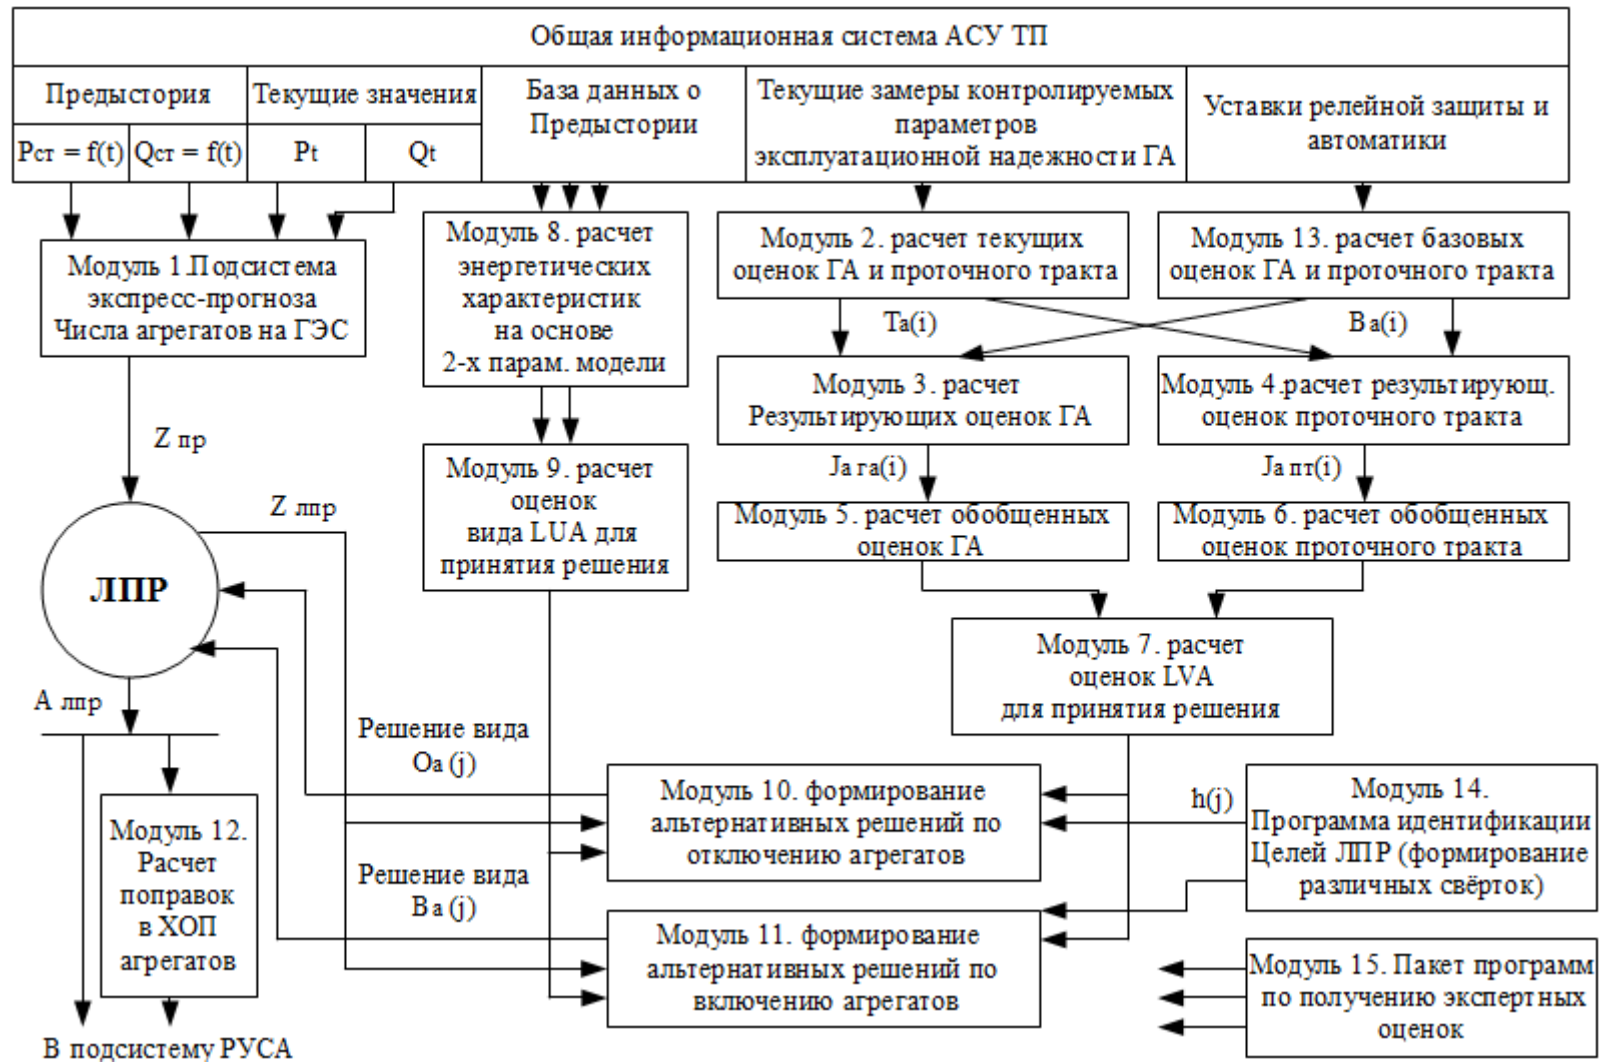 Общая информационная система АСУ ТП
Предыстория
Текущие значения
База данных о
Предыстории
Текущие замеры контролируемых
параметров
эксплуатационной надежности ГА
Уставки релейной защиты и
автоматики
Pст = f(t)
Qст = f(t)
Pt
Qt
Модуль 1.Подсистема
экспресс-прогноза
Числа агрегатов на ГЭС
Модуль 8. расчет
энергетических
характеристик
на основе
2-х парам. модели
Модуль 2. расчет текущих
оценок ГА и проточного тракта
Модуль 13. расчет базовых
оценок ГА и проточного тракта
Ta(i)
Ba(i)
Модуль 3. расчет
Результирующих оценок ГА
Модуль 4.расчет результирующ.
оценок проточного тракта
Z пр
Ja га(i)
Ja пт(i)
Модуль 9. расчет
оценок
вида LUA для
принятия решения
Модуль 5. расчет обобщенных
оценок ГА
Модуль 6. расчет обобщенных
оценок проточного тракта
Z лпр
ЛПР
Модуль 7. расчет
оценок LVA
для принятия решения
А лпр
Решение вида
Oa (j)
Модуль 10. формирование
альтернативных решений по
отключению агрегатов
h(j)
Модуль 14.
Программа идентификации
Целей ЛПР (формирование
различных свёрток)
Модуль 12.
Расчет
поправок
в ХОП
агрегатов
Решение вида
Ba (j)
Модуль 11. формирование
альтернативных решений по
включению агрегатов
Модуль 15. Пакет программ
по получению экспертных
оценок
В подсистему РУСА